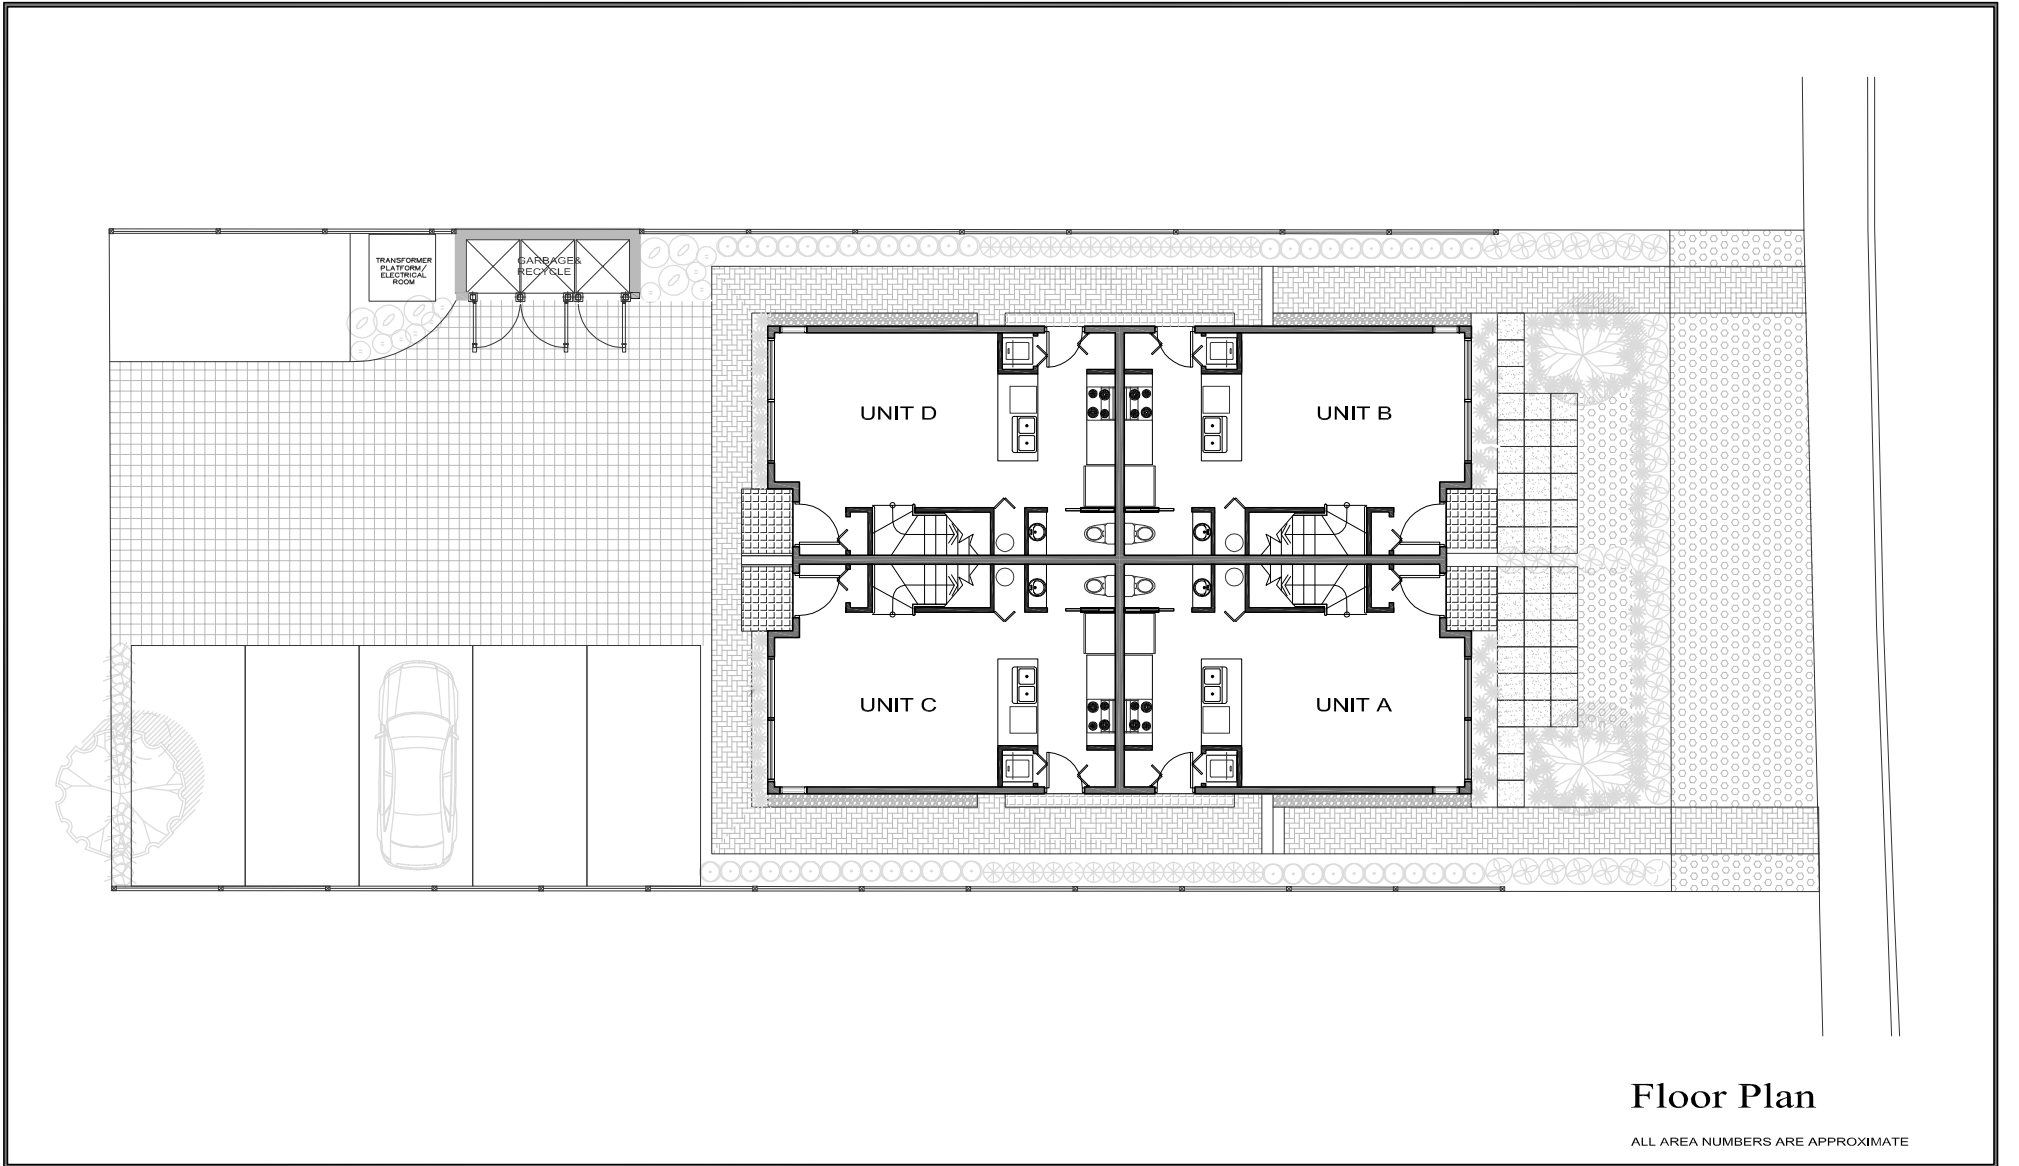 TRANSFORMER
PLATFORM/
ELECTRICAL
ROOM
GARBAGE&
RECYCLE
UNIT D
UNIT B
UNIT C
UNIT A
Floor Plan
ALL AREA NUMBERS ARE APPROXIMATE